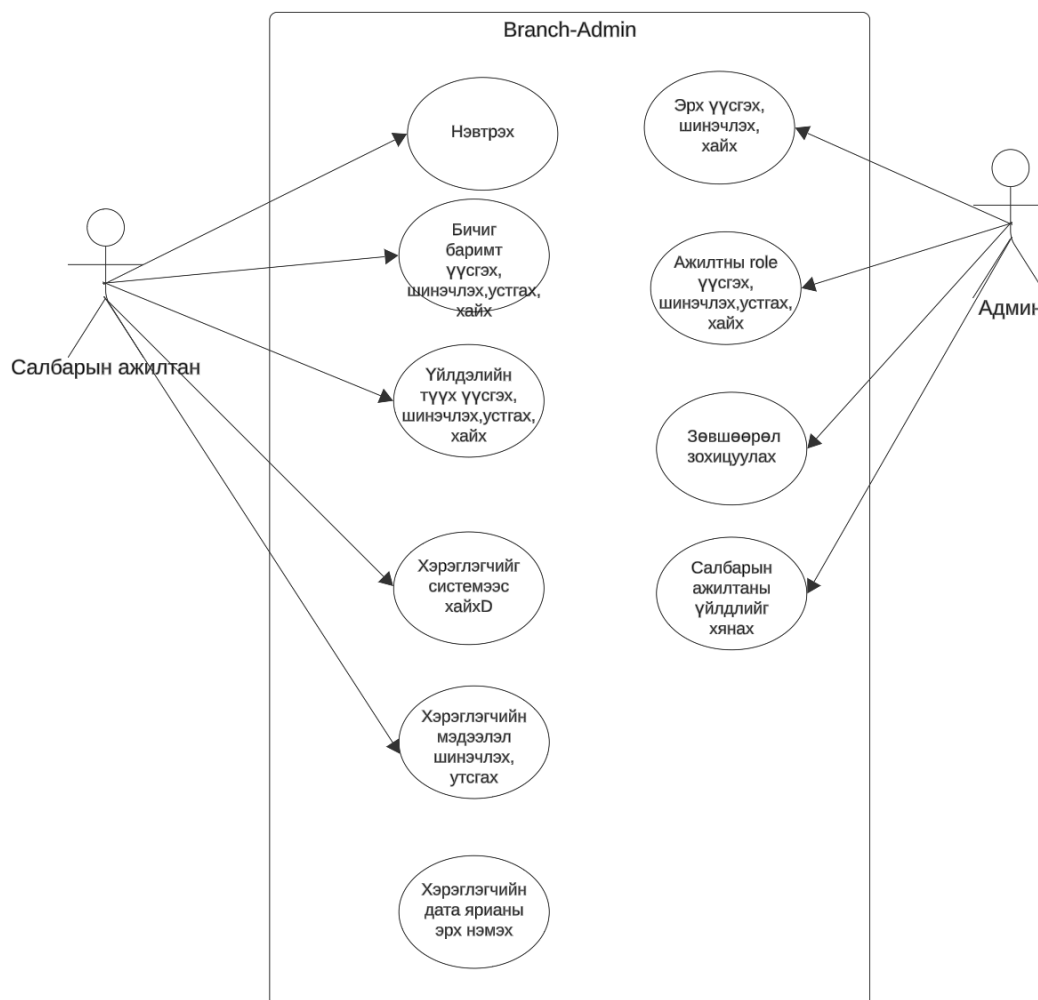 Branch-Admin
Нэвтрэх
Эрх үүсгэх,
шинэчлэх,
хайх
Бичиг
баримт
үүсгэх,
шинэчлэх,устгах,
хайх
Ажилтны role
үүсгэх,
шинэчлэх,устгах,
хайх
Салбарын ажилтан
Админ
Үйлдэлийн
түүх үүсгэх,
шинэчлэх,устгах,
хайх
Зөвшөөрөл
зохицуулах
Хэрэглэгчийг
системээс
хайхD
Салбарын
ажилтаны
үйлдлийг
хянах
Хэрэглэгчийн
мэдээлэл
шинэчлэх,
утсгах
Хэрэглэгчийн
дата ярианы
эрх нэмэх